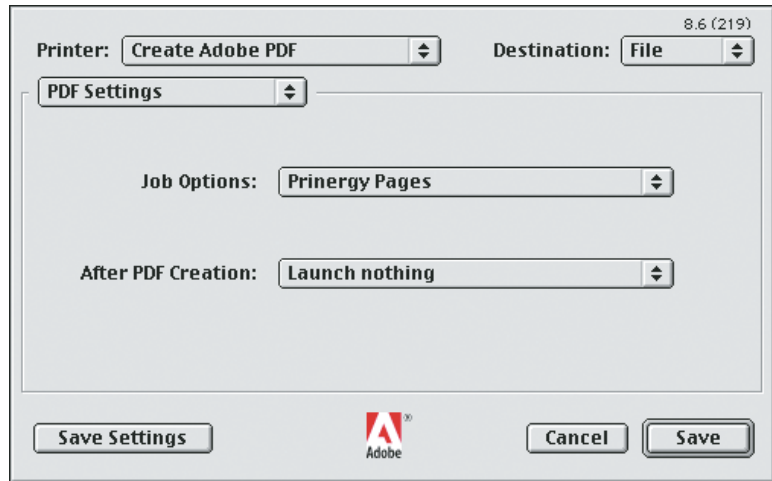 8.6 (219)
Printer: Create Adobe PDF Destination: File
PDF Settings
Job Options: Prinergy Pages
After PDF Creation: Launch nothing
Save Settings
Adobe
®
Cancel
Save